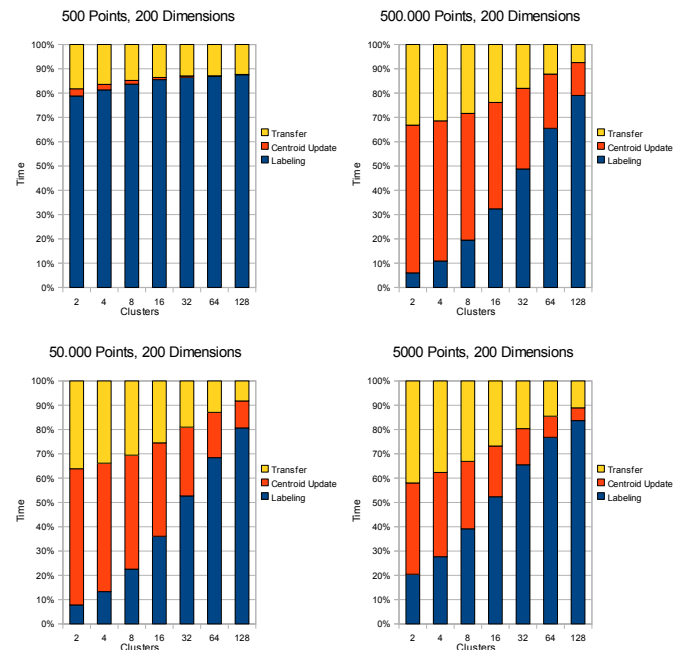 500 Points, 200 Dimensions
100%
90%
80%
70%
60%
50%
40%
30%
20%
10%
0%
Time
2 4 8 16 32 64 128
Clusters
Transfer
Centroid Update
Labeling
500.000 Points, 200 Dimensions
100%
90%
80%
70%
60%
50%
40%
30%
20%
10%
0%
Time
2 4 8 16 32 64 128
Clusters
Transfer
Centroid Update
Labeling
50.000 Points, 200 Dimensions
100%
90%
80%
70%
60%
50%
40%
30%
20%
10%
0%
Time
2 4 8 16 32 64 128
Clusters
Transfer
Centroid Update
Labeling
5000 Points, 200 Dimensions
100%
90%
80%
70%
60%
50%
40%
30%
20%
10%
0%
Time
2 4 8 16 32 64 128
Clusters
Transfer
Centroid Update
Labeling